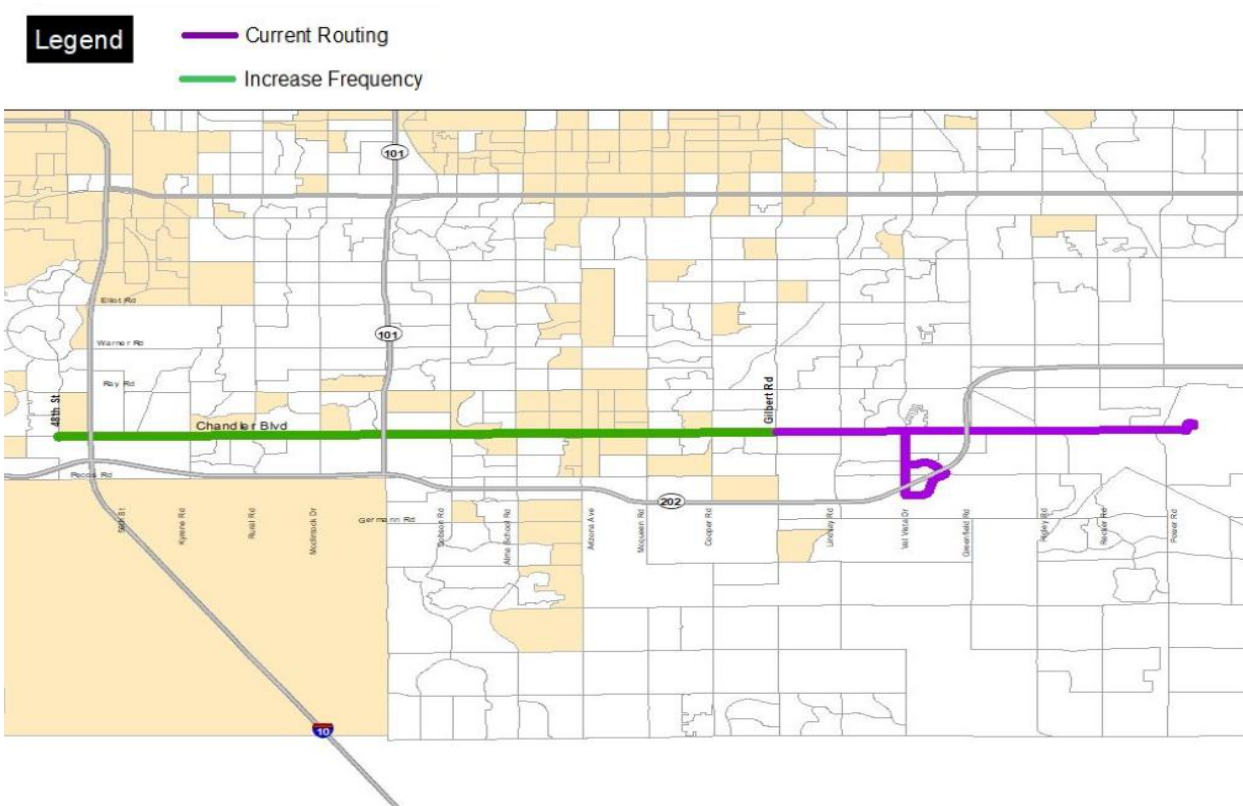 Legend
Current Routing
Increase Frequency
101
101
Elliot Rd
Warner Rd
Ray Rd
48th St
Chandler Blvd
Gilbert Rd
Pecos Rd
202
56th St
Kyrene Rd
Rural Rd
Mcclintock Dr
Germann Rd
Dobson Rd
Alma School Rd
Arizona Ave
Mcqueen Rd
Cooper Rd
Lindsay Rd
Val Vista Dr
Greenfield Rd
Higley Rd
Recker Rd
Power Rd
10